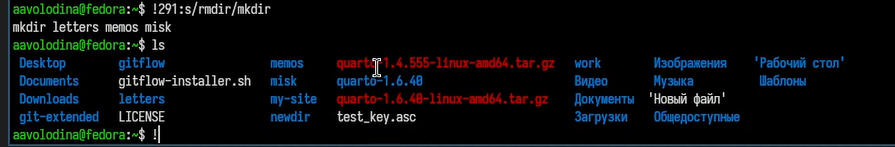 aavolodina@fedora:~$ !291:s/rmdir/mkdir
mkdir letters memos misk
aavolodina@fedora:~$ ls
Desktop gitflow memos quarto-1.4.555-linux-amd64.tar.gz work Изображения 'Рабочий стол'
Documents gitflow-installer.sh misk quarto-1.6.40 Видео Музыка Шаблоны
Downloads letters my-site quarto-1.6.40-linux-amd64.tar.gz Документы 'Новый файл'
git-extended LICENSE newdir test_key.asc Загрузки Общедоступные
aavolodina@fedora:~$ !